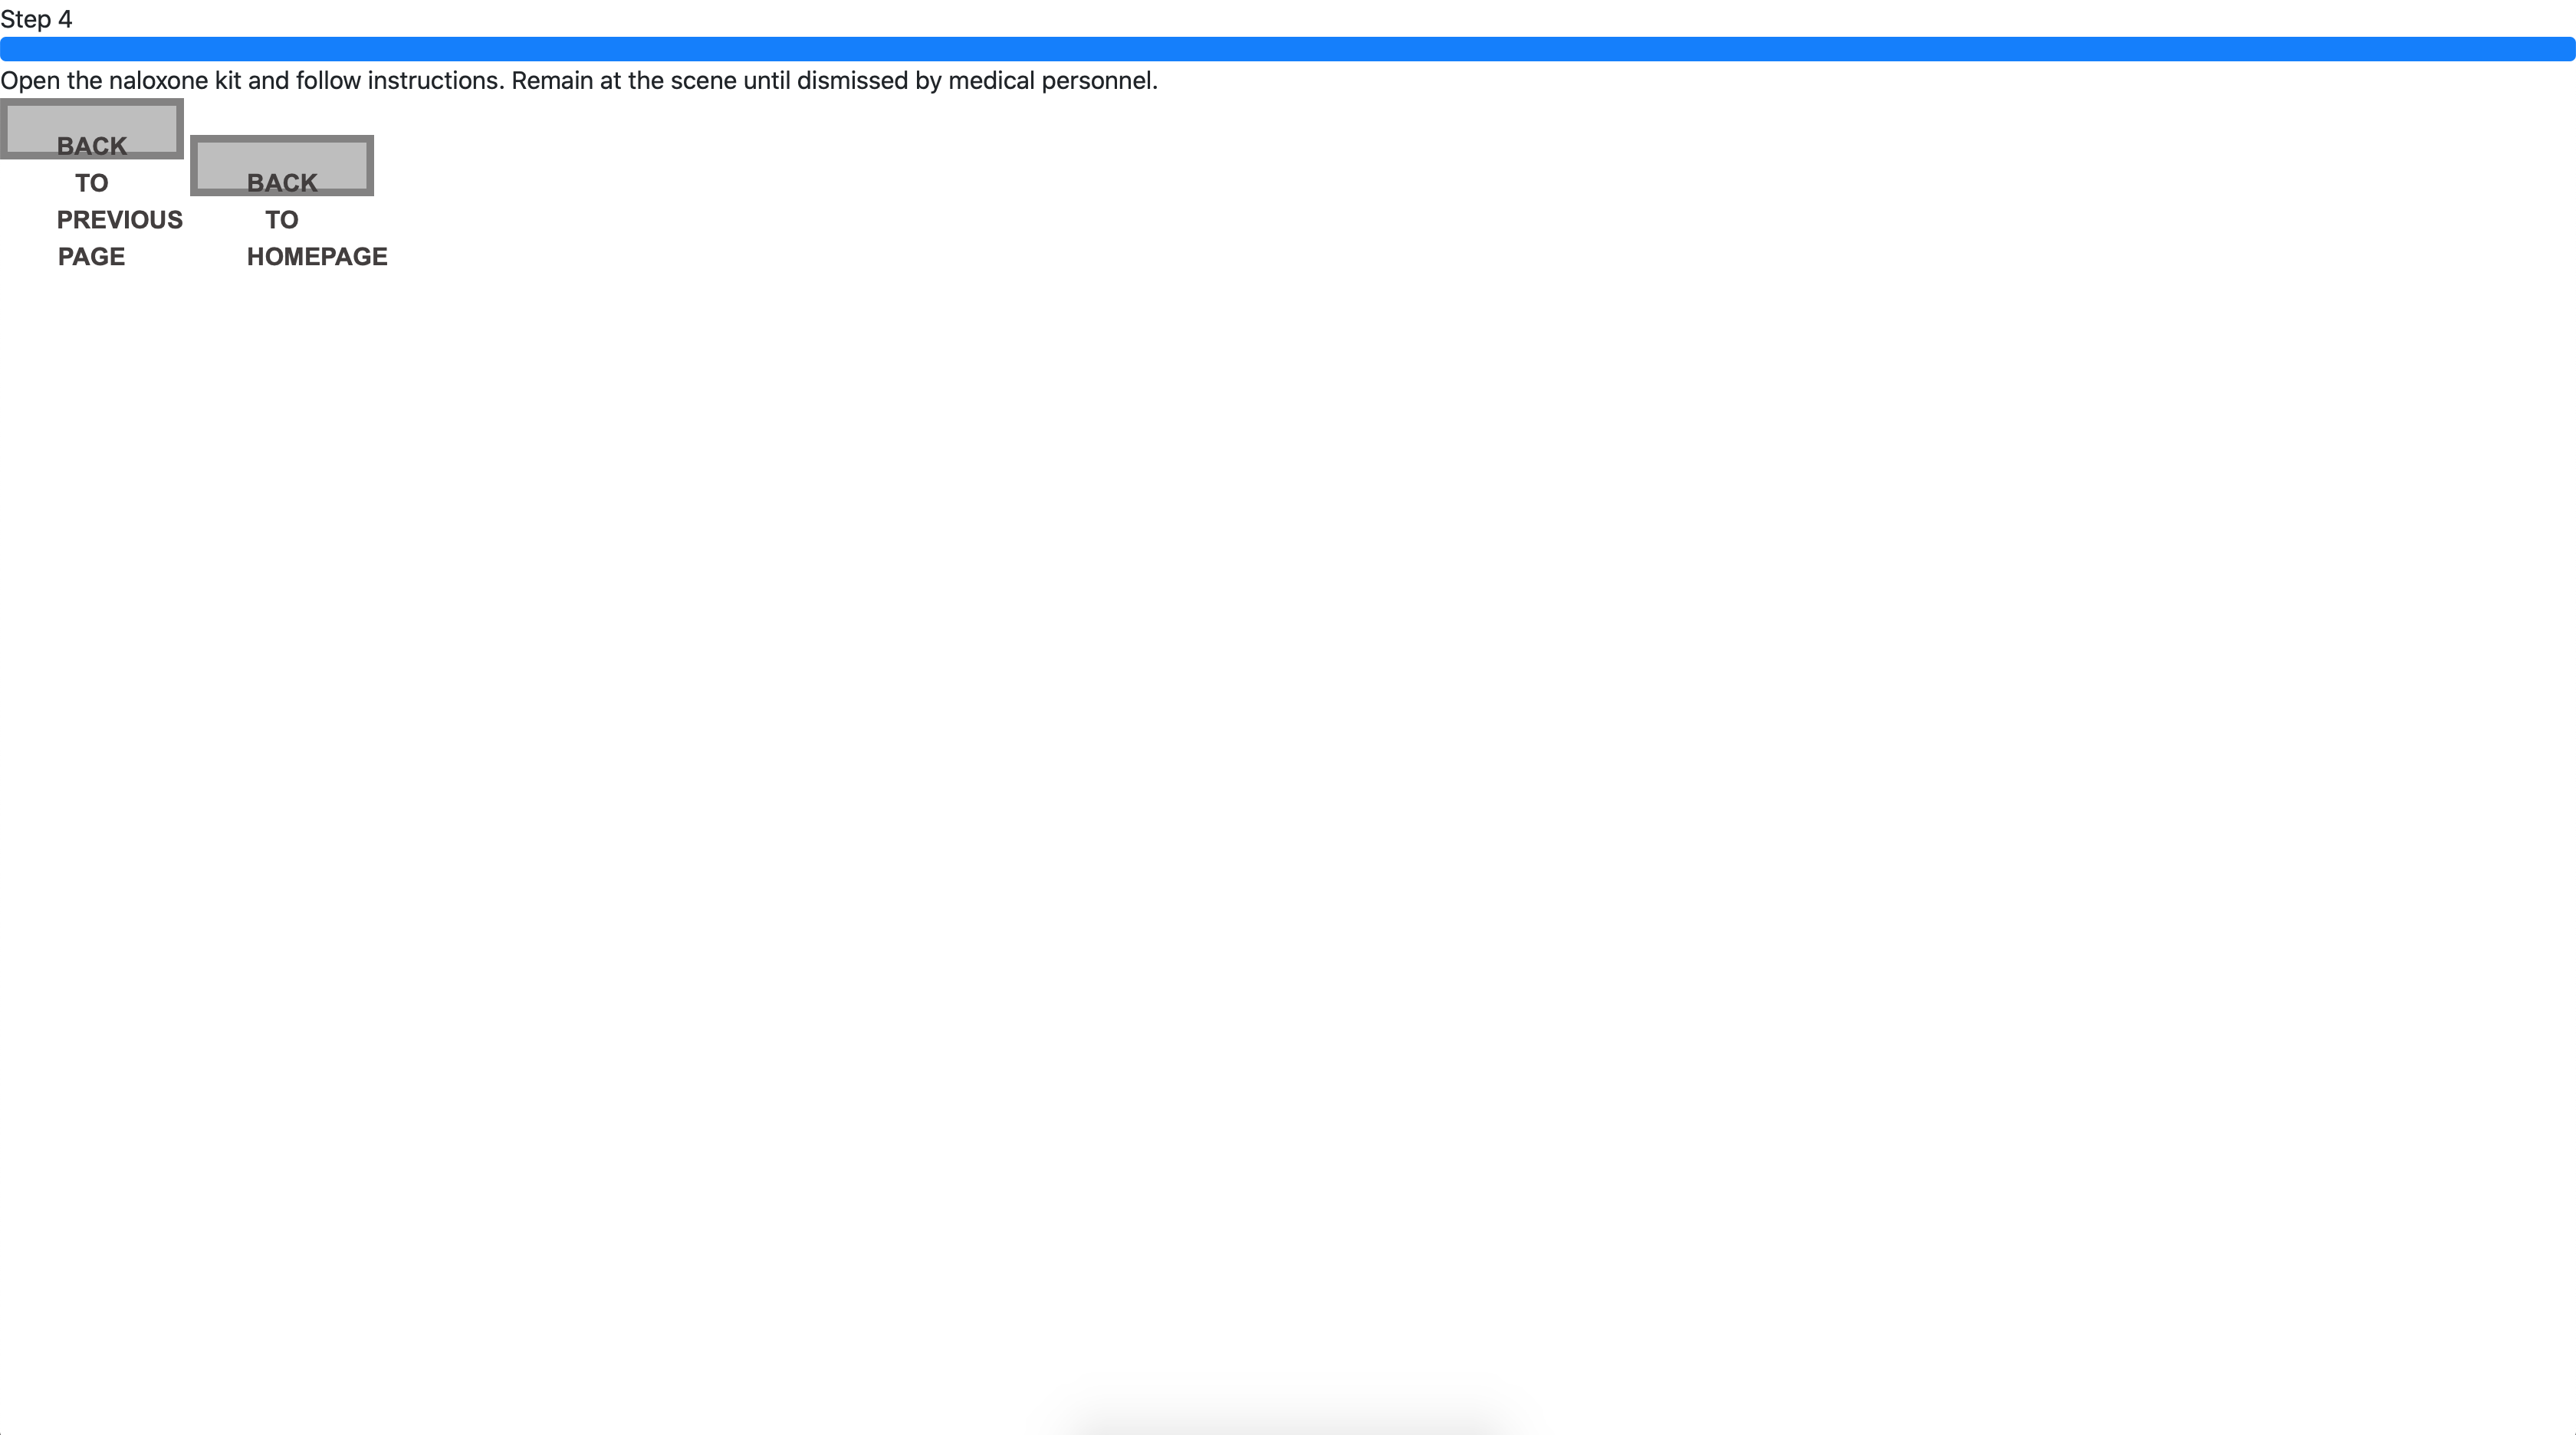 Step 4
Open the naloxone kit and follow instructions. Remain at the scene until dismissed by medical personnel.
BACK
TO
PREVIOUS
PAGE
BACK
TO
HOMEPAGE